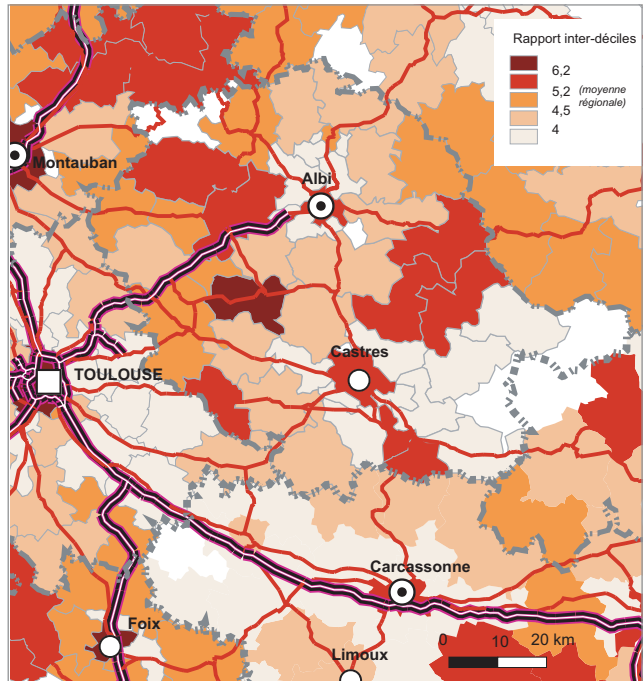 Rapport inter-déciles
6,2
5,2 (moyenne
régionale)
4,5
4
Montauban
Albi
Castres
TOULOUSE
Carcassonne
Foix
Limoux
0 10 20 km